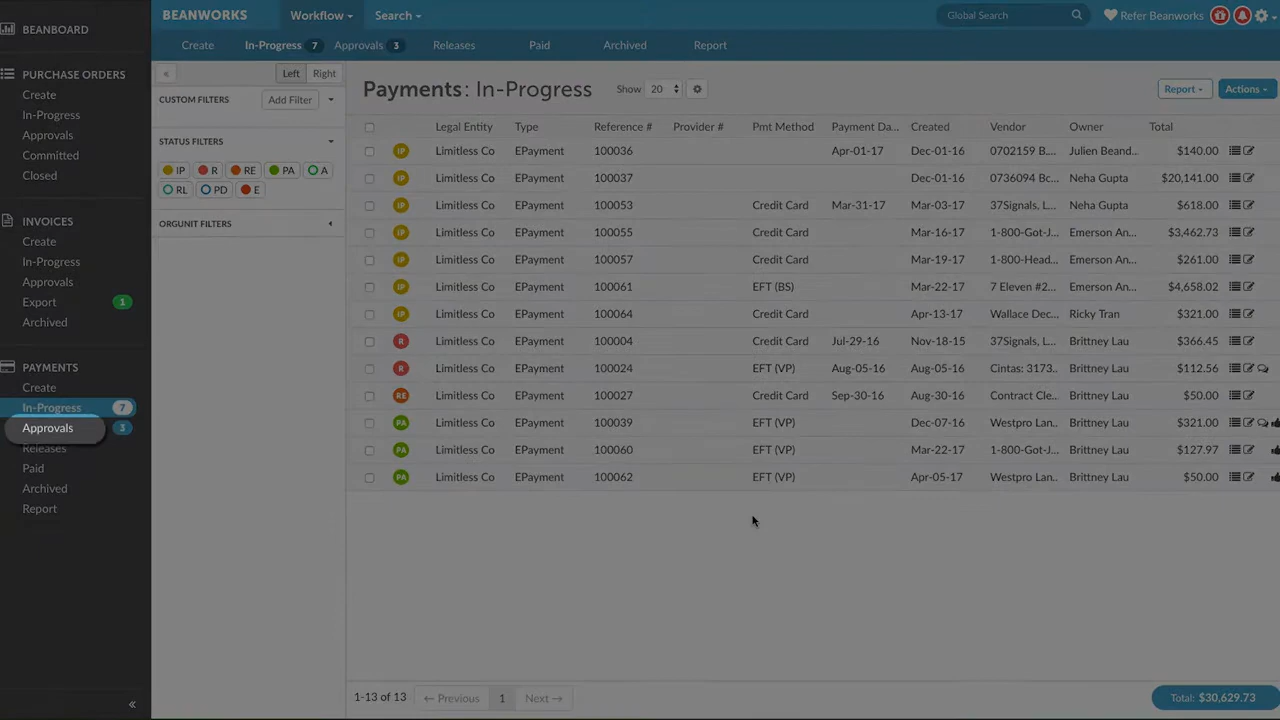 BEANBOARD
PURCHASE ORDERS
Create
In-Progress
Approvals
Committed
Closed
INVOICES
Create
In-Progress
Approvals
Export 1
Archived
PAYMENTS
Create
In-Progress 7
Approvals 3
Releases
Paid
Archived
Report
«
BEANWORKS Workflow Search Global Search Refer Beanworks
Create In-Progress 7 Approvals 3 Releases Paid Archived Report
« Left Right
CUSTOM FILTERS Add Filter
STATUS FILTERS
IP R RE PA A
RL PD E
ORGUNIT FILTERS
Payments: In-Progress Show 20 Report Actions
Legal Entity Type Reference # Provider # Pmt Method Payment Da... Created Vendor Owner Total
IP Limitless Co EPayment 100036 Apr-01-17 Dec-01-16 0702159 B.... Julien Beand... $140.00
IP Limitless Co EPayment 100037 Dec-01-16 0736094 Bc... Neha Gupta $20,141.00
IP Limitless Co EPayment 100053 Credit Card Mar-31-17 Mar-03-17 37Signals, L... Neha Gupta $618.00
IP Limitless Co EPayment 100055 Credit Card Mar-16-17 1-800-Got-J... Emerson An... $3,462.73
IP Limitless Co EPayment 100057 Credit Card Mar-19-17 1-800-Head... Emerson An... $261.00
IP Limitless Co EPayment 100061 EFT (BS) Mar-22-17 7 Eleven #2... Emerson An... $4,658.02
IP Limitless Co EPayment 100064 Credit Card Apr-13-17 Wallace Dec... Ricky Tran $321.00
R Limitless Co EPayment 100004 Credit Card Jul-29-16 Nov-18-15 37Signals, L... Brittney Lau $366.45
R Limitless Co EPayment 100024 EFT (VP) Aug-05-16 Aug-05-16 Cintas: 3173... Brittney Lau $112.56
RE Limitless Co EPayment 100027 Credit Card Sep-30-16 Aug-30-16 Contract Cle... Brittney Lau $50.00
PA Limitless Co EPayment 100039 EFT (VP) Dec-07-16 Westpro Lan.. Brittney Lau $321.00
PA Limitless Co EPayment 100060 EFT (VP) Mar-22-17 1-800-Got-J... Brittney Lau $127.97
PA Limitless Co EPayment 100062 EFT (VP) Apr-05-17 Westpro Lan.. Brittney Lau $50.00
1-13 of 13 ← Previous 1 Next → Total: $30,629.73